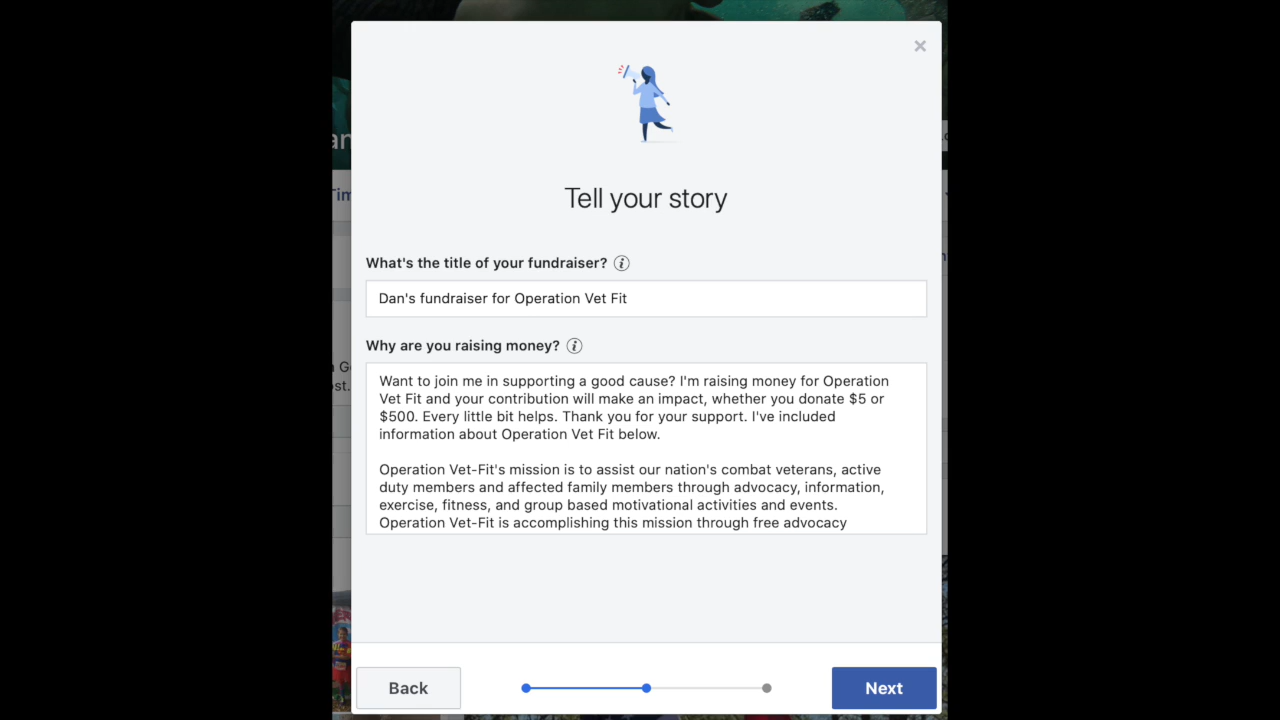 Tell your story
What's the title of your fundraiser?
Dan's fundraiser for Operation Vet Fit
Why are you raising money?
Want to join me in supporting a good cause? I'm raising money for Operation
Vet Fit and your contribution will make an impact, whether you donate $5 or
$500. Every little bit helps. Thank you for your support. I've included
information about Operation Vet Fit below.
Operation Vet-Fit's mission is to assist our nation's combat veterans, active
duty members and affected family members through advocacy, information,
exercise, fitness, and group based motivational activities and events.
Operation Vet-Fit is accomplishing this mission through free advocacy
Back
Next